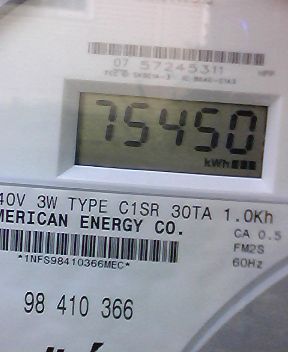 07 57245311
75450
kWh
40V 3W TYPE C1SR 30TA 1.0Kh
MERICAN ENERGY CO.
CA 0.5
FM2S
*1NFS98410366MEC*
60Hz
98 410 366